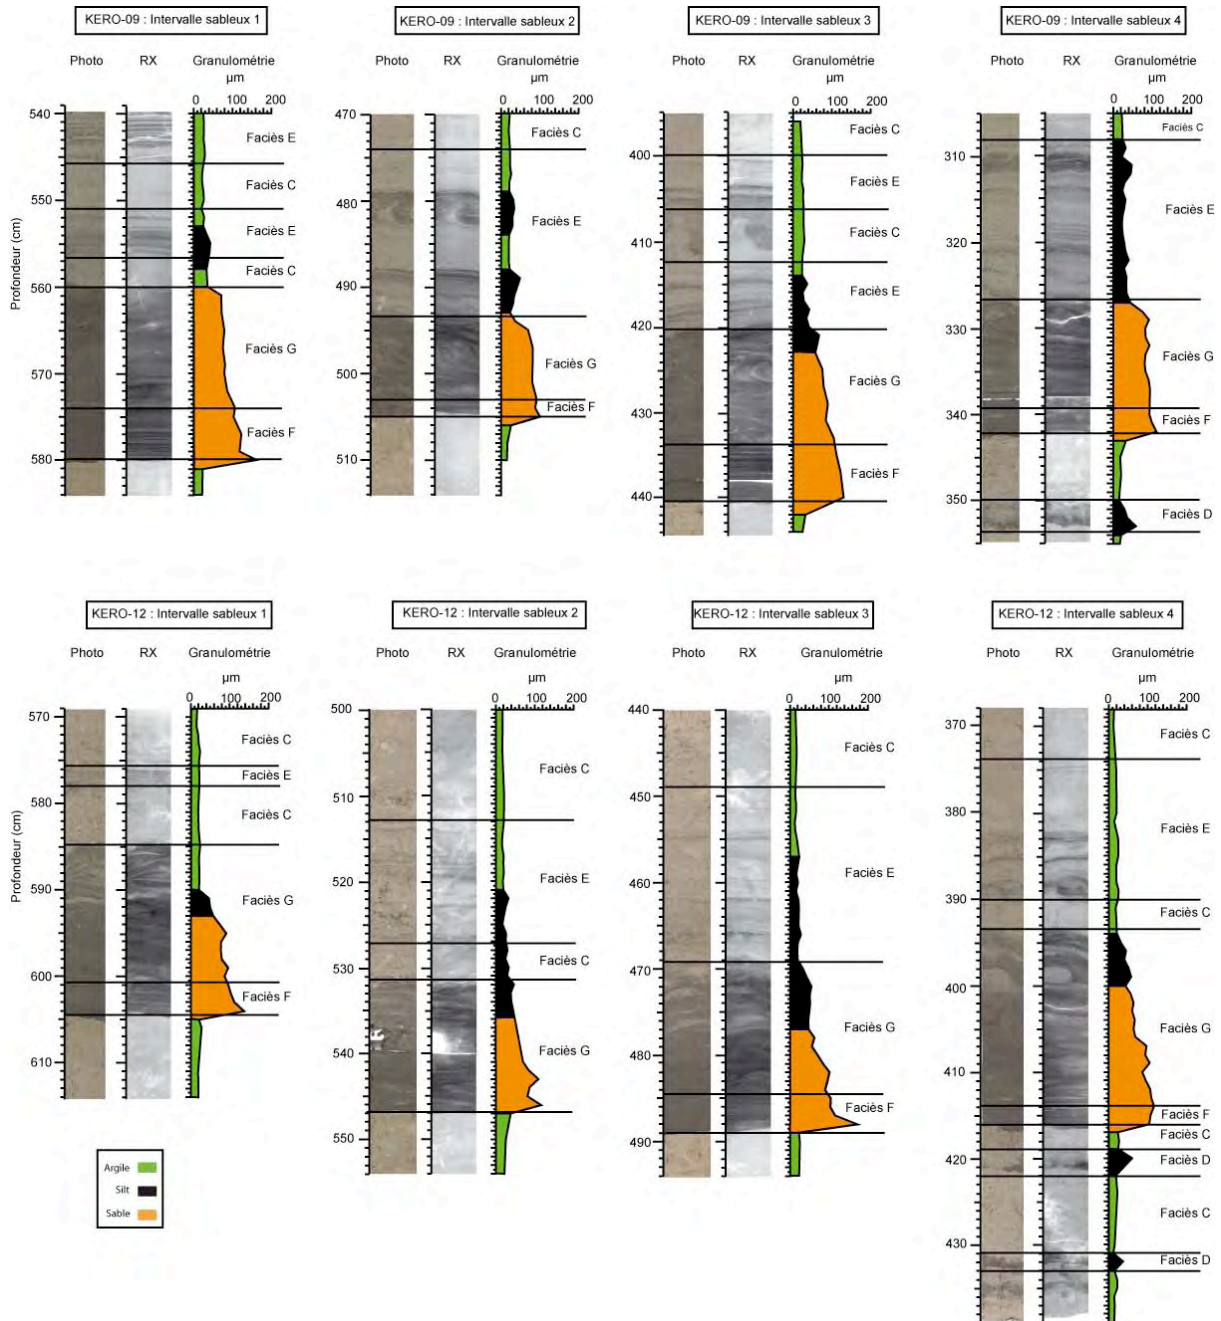 KERO-09 : Intervalle sableux 1
Photo RX Granulométrie
µm
0 100 200
Profondeur (cm)
540
550
560
570
580
Faciès E
Faciès C
Faciès E
Faciès C
Faciès G
Faciès F
KERO-09 : Intervalle sableux 2
Photo RX Granulométrie
µm
0 100 200
470
480
490
500
510
Faciès C
Faciès E
Faciès G
Faciès F
KERO-09 : Intervalle sableux 3
Photo RX Granulométrie
µm
0 100 200
400
410
420
430
440
Faciès C
Faciès E
Faciès C
Faciès E
Faciès G
Faciès F
KERO-09 : Intervalle sableux 4
Photo RX Granulométrie
µm
0 100 200
310
320
330
340
350
Faciès C
Faciès E
Faciès G
Faciès F
Faciès D
KERO-12 : Intervalle sableux 1
Photo RX Granulométrie
µm
0 100 200
Profondeur (cm)
570
580
590
600
610
Faciès C
Faciès E
Faciès C
Faciès G
Faciès F
KERO-12 : Intervalle sableux 2
Photo RX Granulométrie
µm
0 100 200
500
510
520
530
540
550
Faciès C
Faciès E
Faciès C
Faciès G
KERO-12 : Intervalle sableux 3
Photo RX Granulométrie
µm
0 100 200
440
450
460
470
480
490
Faciès C
Faciès E
Faciès G
Faciès F
KERO-12 : Intervalle sableux 4
Photo RX Granulométrie
µm
0 100 200
370
380
390
400
410
420
430
Faciès C
Faciès E
Faciès C
Faciès G
Faciès F
Faciès C
Faciès D
Faciès C
Faciès D
Argile
Silt
Sable